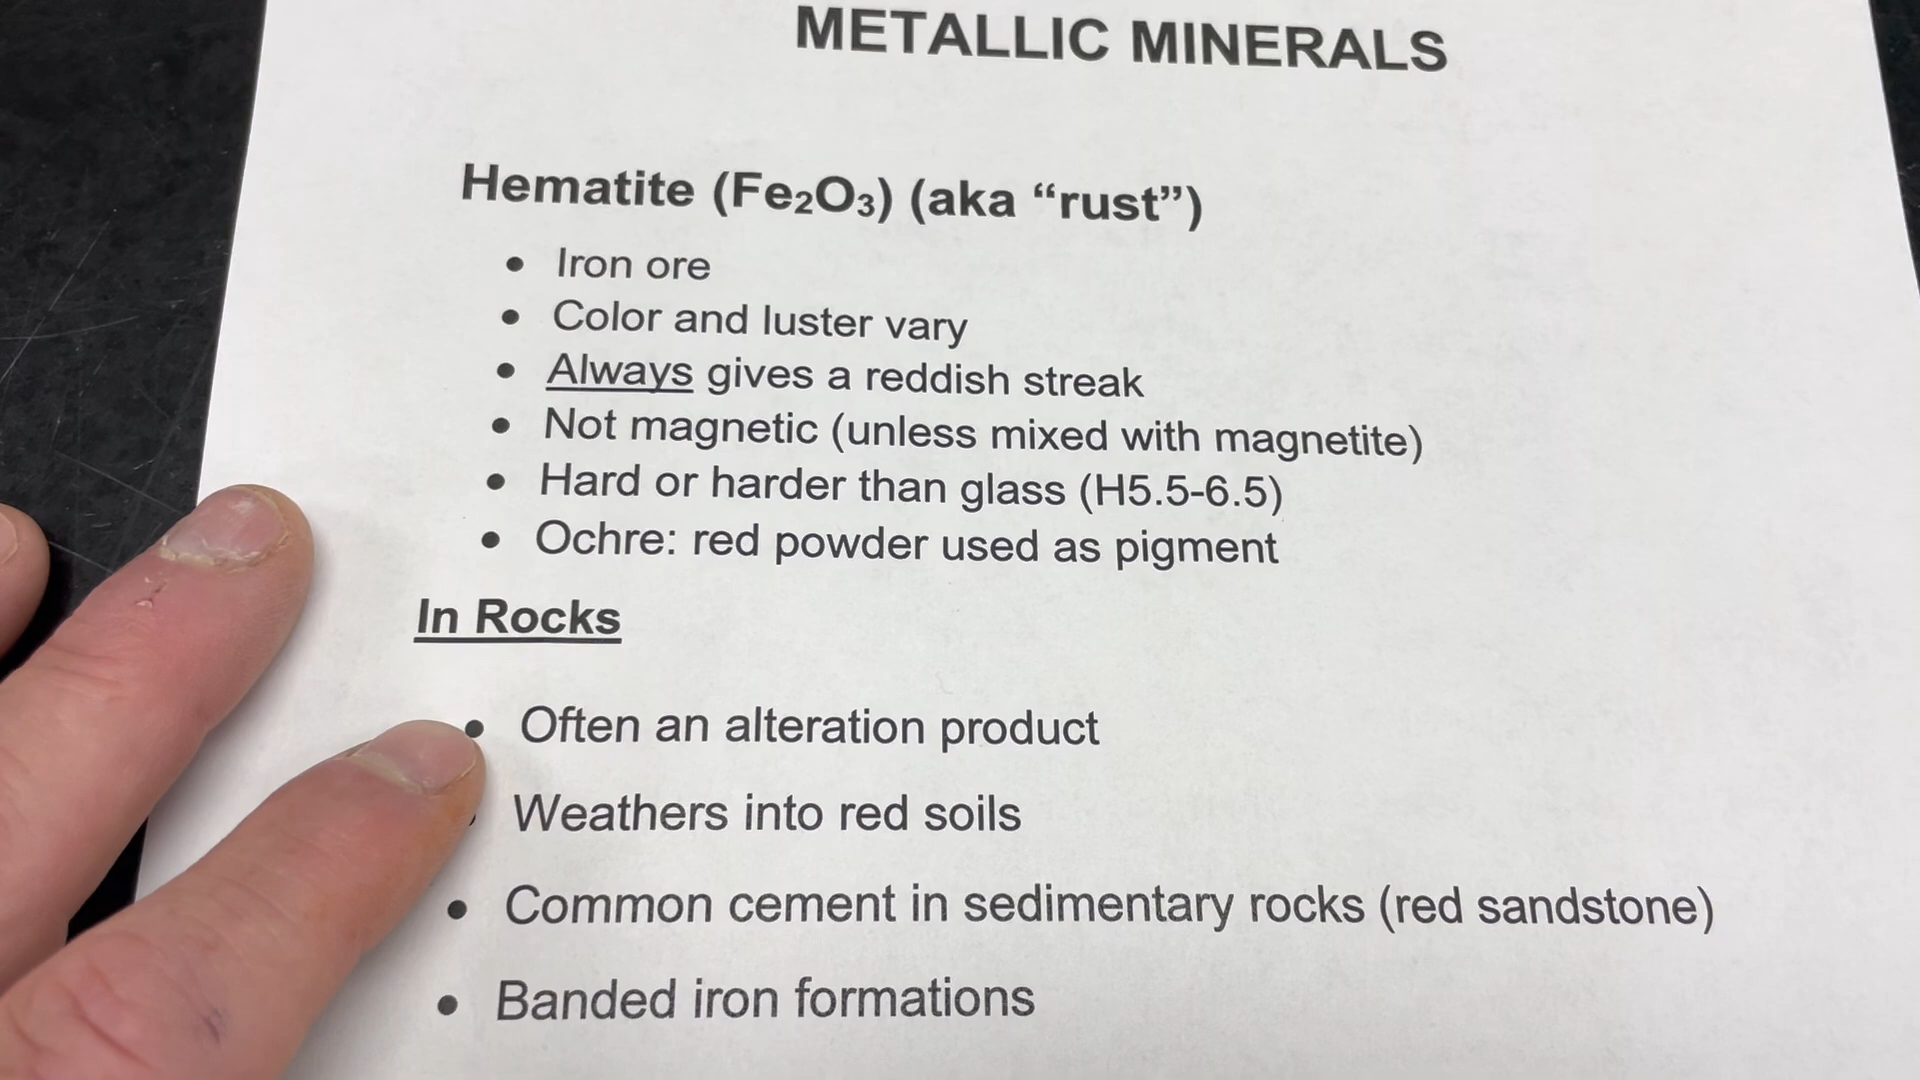 METALLIC MINERALS
Hematite (Fe₂O₃) (aka “rust”)
• Iron ore
• Color and luster vary
• Always gives a reddish streak
• Not magnetic (unless mixed with magnetite)
• Hard or harder than glass (H5.5-6.5)
• Ochre: red powder used as pigment
In Rocks
• Often an alteration product
Weathers into red soils
• Common cement in sedimentary rocks (red sandstone)
• Banded iron formations